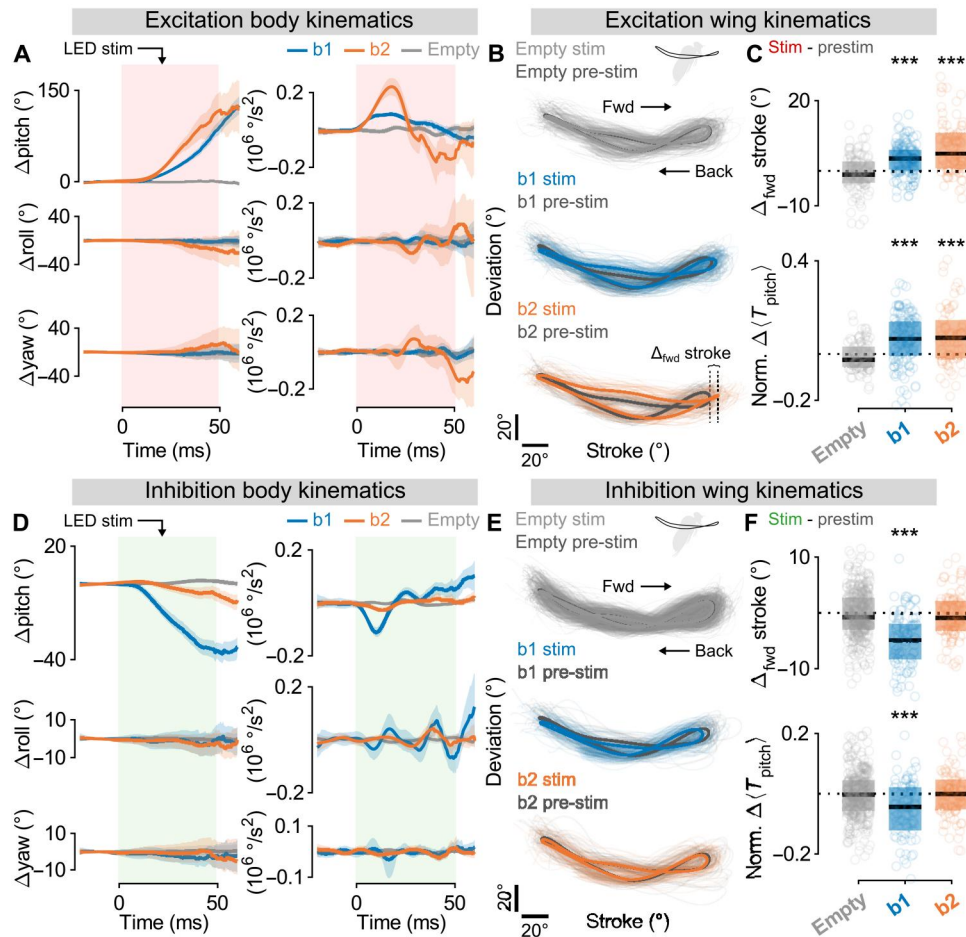 Excitation body kinematics
Excitation wing kinematics
A
LED stim
b1
b2
Empty
150
0
Δpitch (°)
0.2
−0.2
(10⁶ °/s²)
40
−40
Δroll (°)
0.2
−0.2
(10⁶ °/s²)
40
−40
Δyaw (°)
0.2
−0.2
(10⁶ °/s²)
0
50
Time (ms)
0
50
Time (ms)
B
Empty stim
Empty pre-stim
Fwd
Back
b1 stim
b1 pre-stim
Deviation (°)
b2 stim
b2 pre-stim
Δfwd stroke
20°
20°
Stroke (°)
C
Stim - prestim
***
***
20
−10
Δfwd stroke (°)
***
***
0.4
−0.2
Norm. Δ⟨Tpitch⟩
Empty
b1
b2
Inhibition body kinematics
Inhibition wing kinematics
D
LED stim
b1
b2
Empty
20
−40
Δpitch (°)
0.2
−0.2
(10⁶ °/s²)
10
−10
Δroll (°)
0.2
−0.2
(10⁶ °/s²)
10
−10
Δyaw (°)
0.1
−0.1
(10⁶ °/s²)
0
50
Time (ms)
0
50
Time (ms)
E
Empty stim
Empty pre-stim
Fwd
Back
b1 stim
b1 pre-stim
Deviation (°)
b2 stim
b2 pre-stim
20°
20°
Stroke (°)
F
Stim - prestim
***
10
−10
Δfwd stroke (°)
***
0.2
−0.2
Norm. Δ⟨Tpitch⟩
Empty
b1
b2